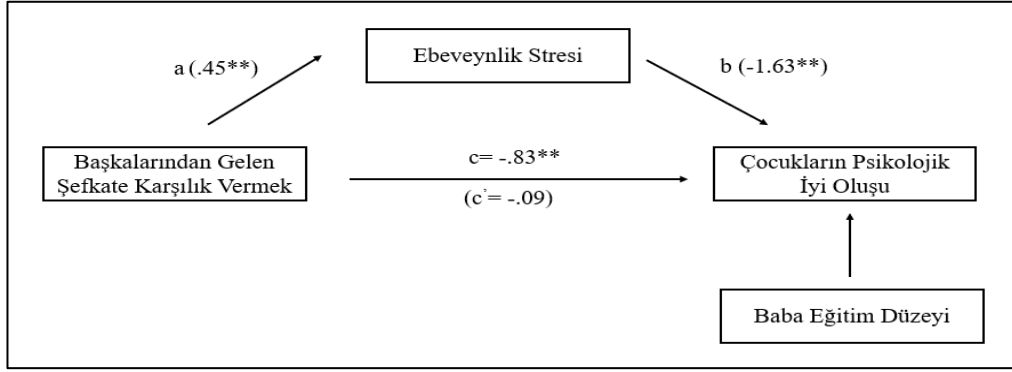 Ebeveynlik Stresi
a (.45**)
b (-1.63**)
Başkalarından Gelen
Şefkate Karşılık Vermek
c= -.83**
(c'= -.09)
Çocukların Psikolojik
İyi Oluşu
Baba Eğitim Düzeyi